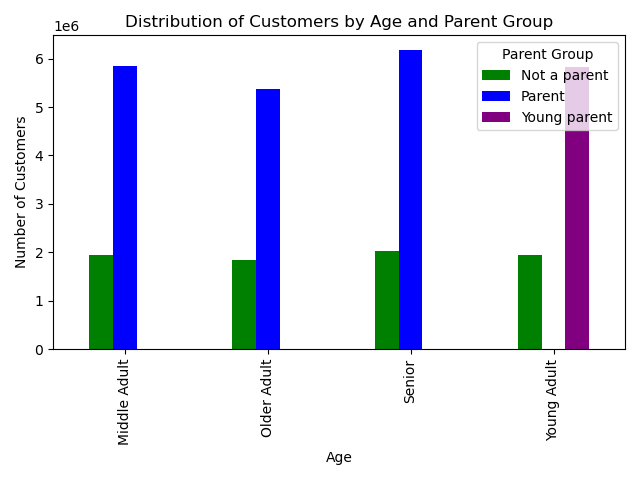 Distribution of Customers by Age and Parent Group
1e6
Parent Group
Not a parent
Parent
Young parent
6
5
4
3
2
1
0
Number of Customers
Middle Adult
Older Adult
Senior
Young Adult
Age